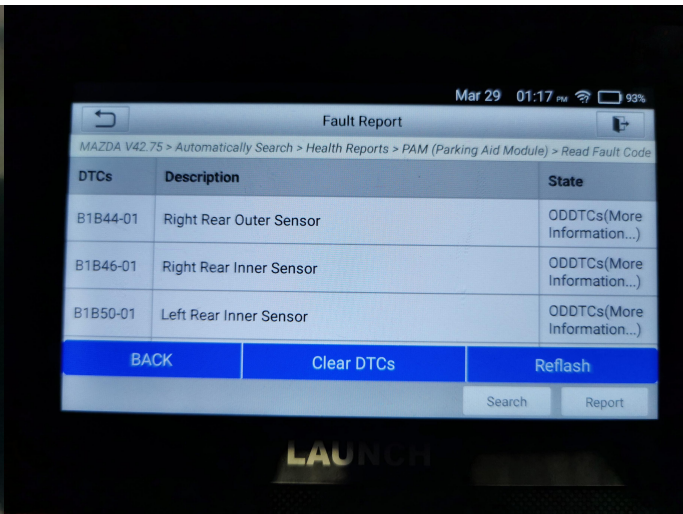 Mar 29 01:17 PM 93%
Fault Report
MAZDA V42.75 > Automatically Search > Health Reports > PAM (Parking Aid Module) > Read Fault Code
DTCs Description State
B1B44-01 Right Rear Outer Sensor ODDTCs(More
Information...)
B1B46-01 Right Rear Inner Sensor ODDTCs(More
Information...)
B1B50-01 Left Rear Inner Sensor ODDTCs(More
Information...)
BACK Clear DTCs Reflash
Search Report
LAUNCH